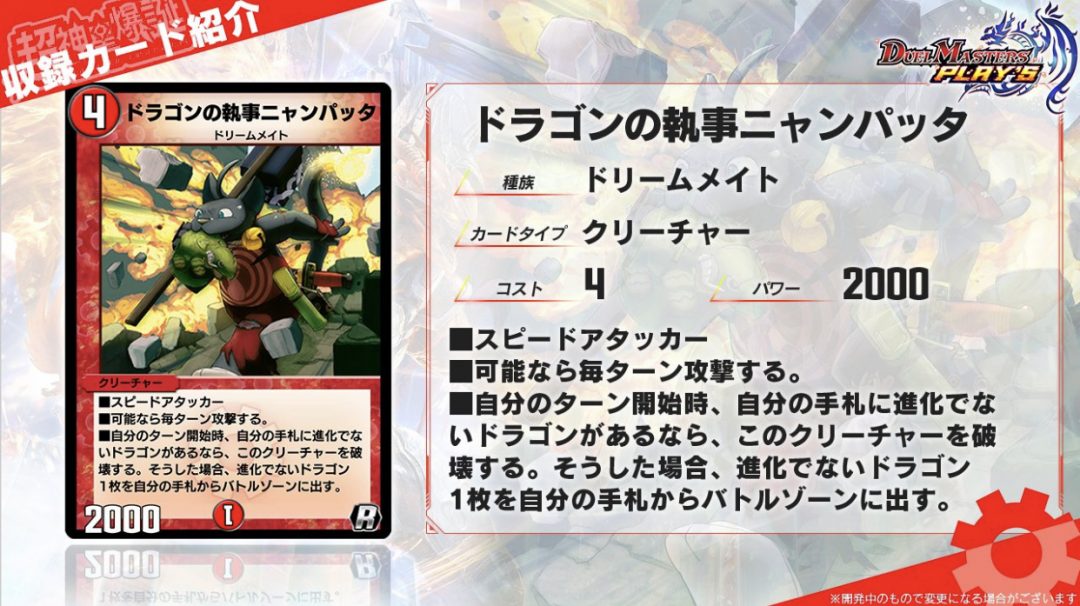 超神☆爆誕
収録カード紹介
DUEL MASTERS
PLAY'S
4
ドラゴンの執事ニャンパッタ
ドリームメイト
クリーチャー
■スピードアタッカー
■可能なら毎ターン攻撃する。
■自分のターン開始時、自分の手札に進化でな
いドラゴンがあるなら、このクリーチャーを破
壊する。そうした場合、進化でないドラゴン
1枚を自分の手札からバトルゾーンに出す。
2000
1
R
ドラゴンの執事ニャンパッタ
種族 ドリームメイト
カードタイプ クリーチャー
コスト 4 パワー 2000
■スピードアタッカー
■可能なら毎ターン攻撃する。
■自分のターン開始時、自分の手札に進化でな
いドラゴンがあるなら、このクリーチャーを破
壊する。そうした場合、進化でないドラゴン
1枚を自分の手札からバトルゾーンに出す。
※開発中のもので変更になる場合がございます